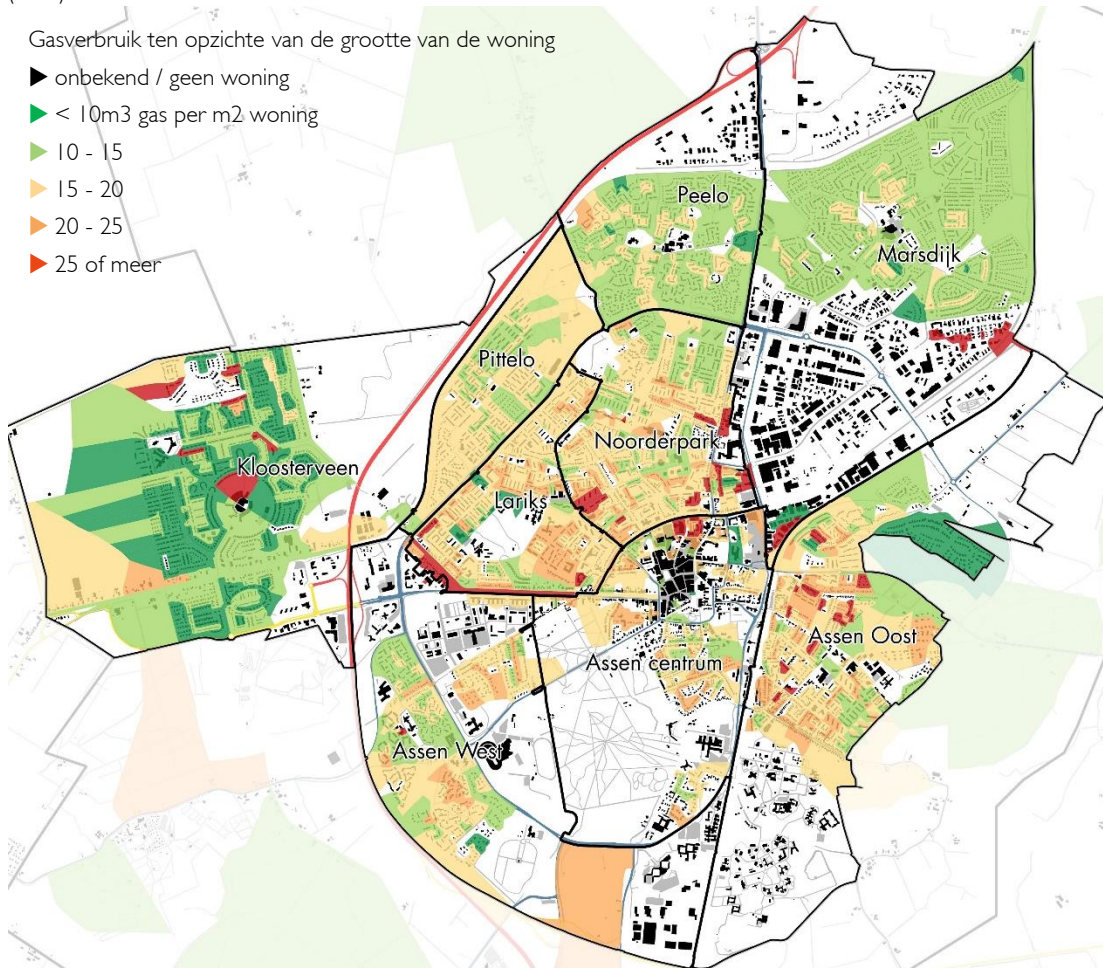 Gasverbruik ten opzichte van de grootte van de woning
onbekend / geen woning
< 10m3 gas per m2 woning
10 - 15
15 - 20
20 - 25
25 of meer
Peelo
Marsdijk
Pittelo
Noorderpark
Kloosterveen
Lariks
Assen Oost
Assen centrum
Assen West